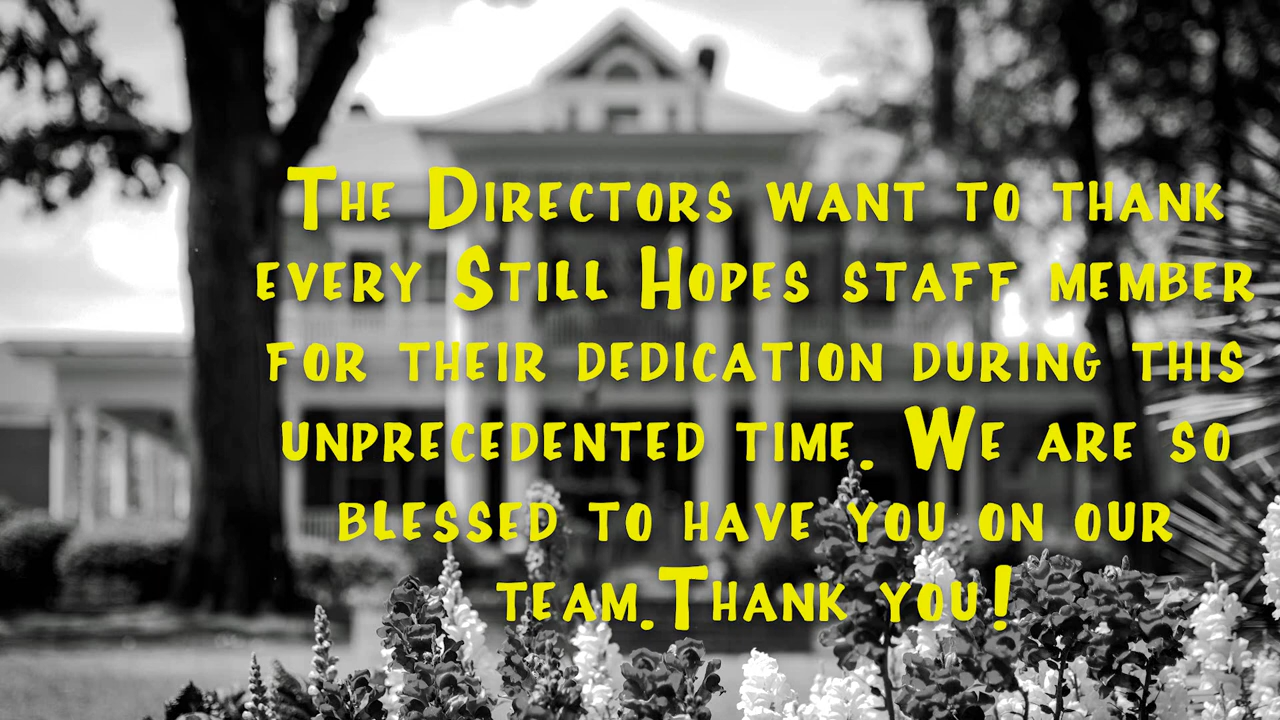 The Directors want to thank
every Still Hopes staff member
for their dedication during this
unprecedented time. We are so
blessed to have you on our
team.Thank you!